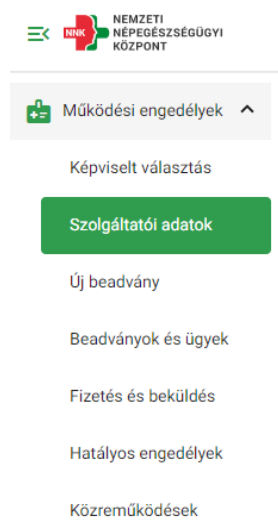 NNK
NEMZETI
NÉPEGÉSZSÉGÜGYI
KÖZPONT
Működési engedélyek
Képviselt választás
Szolgáltatói adatok
Új beadvány
Beadványok és ügyek
Fizetés és beküldés
Hatályos engedélyek
Közreműködések